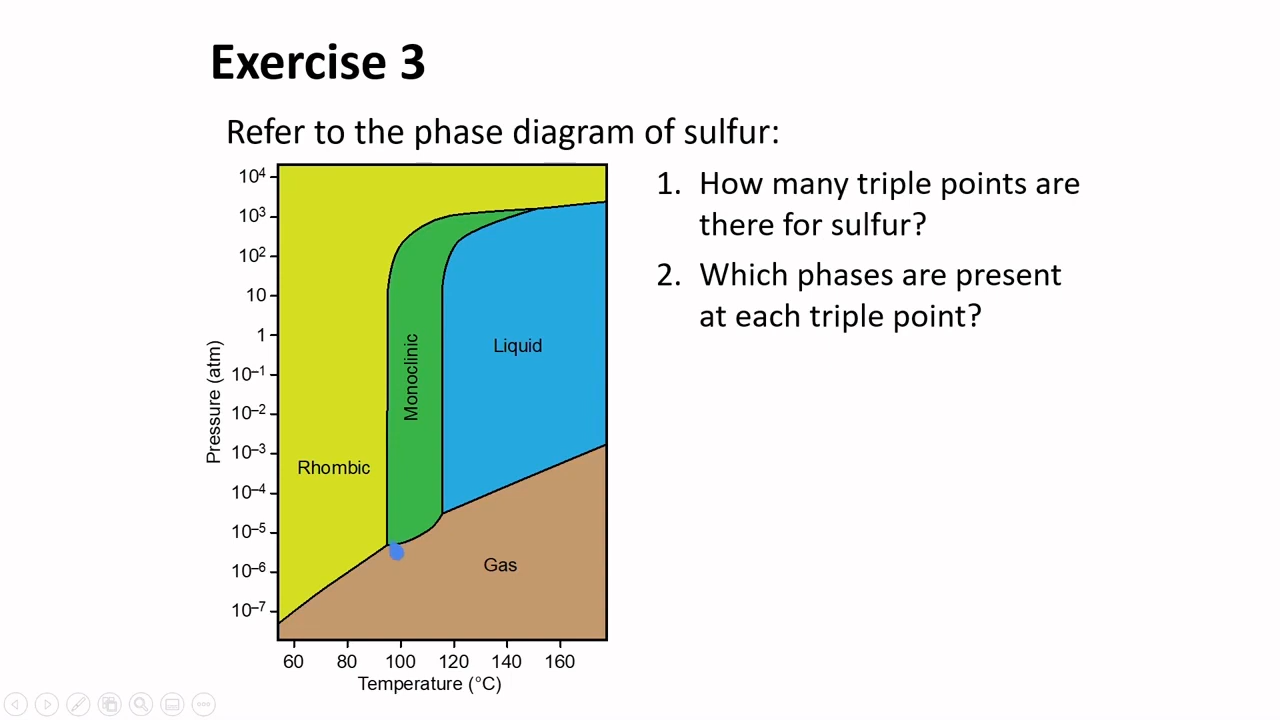 Exercise 3
Refer to the phase diagram of sulfur:
10⁴
10³
10²
10
1
10⁻¹
10⁻²
10⁻³
10⁻⁴
10⁻⁵
10⁻⁶
10⁻⁷
Pressure (atm)
Rhombic
Monoclinic
Liquid
Gas
60 80 100 120 140 160
Temperature (°C)
1. How many triple points are
there for sulfur?
2. Which phases are present
at each triple point?